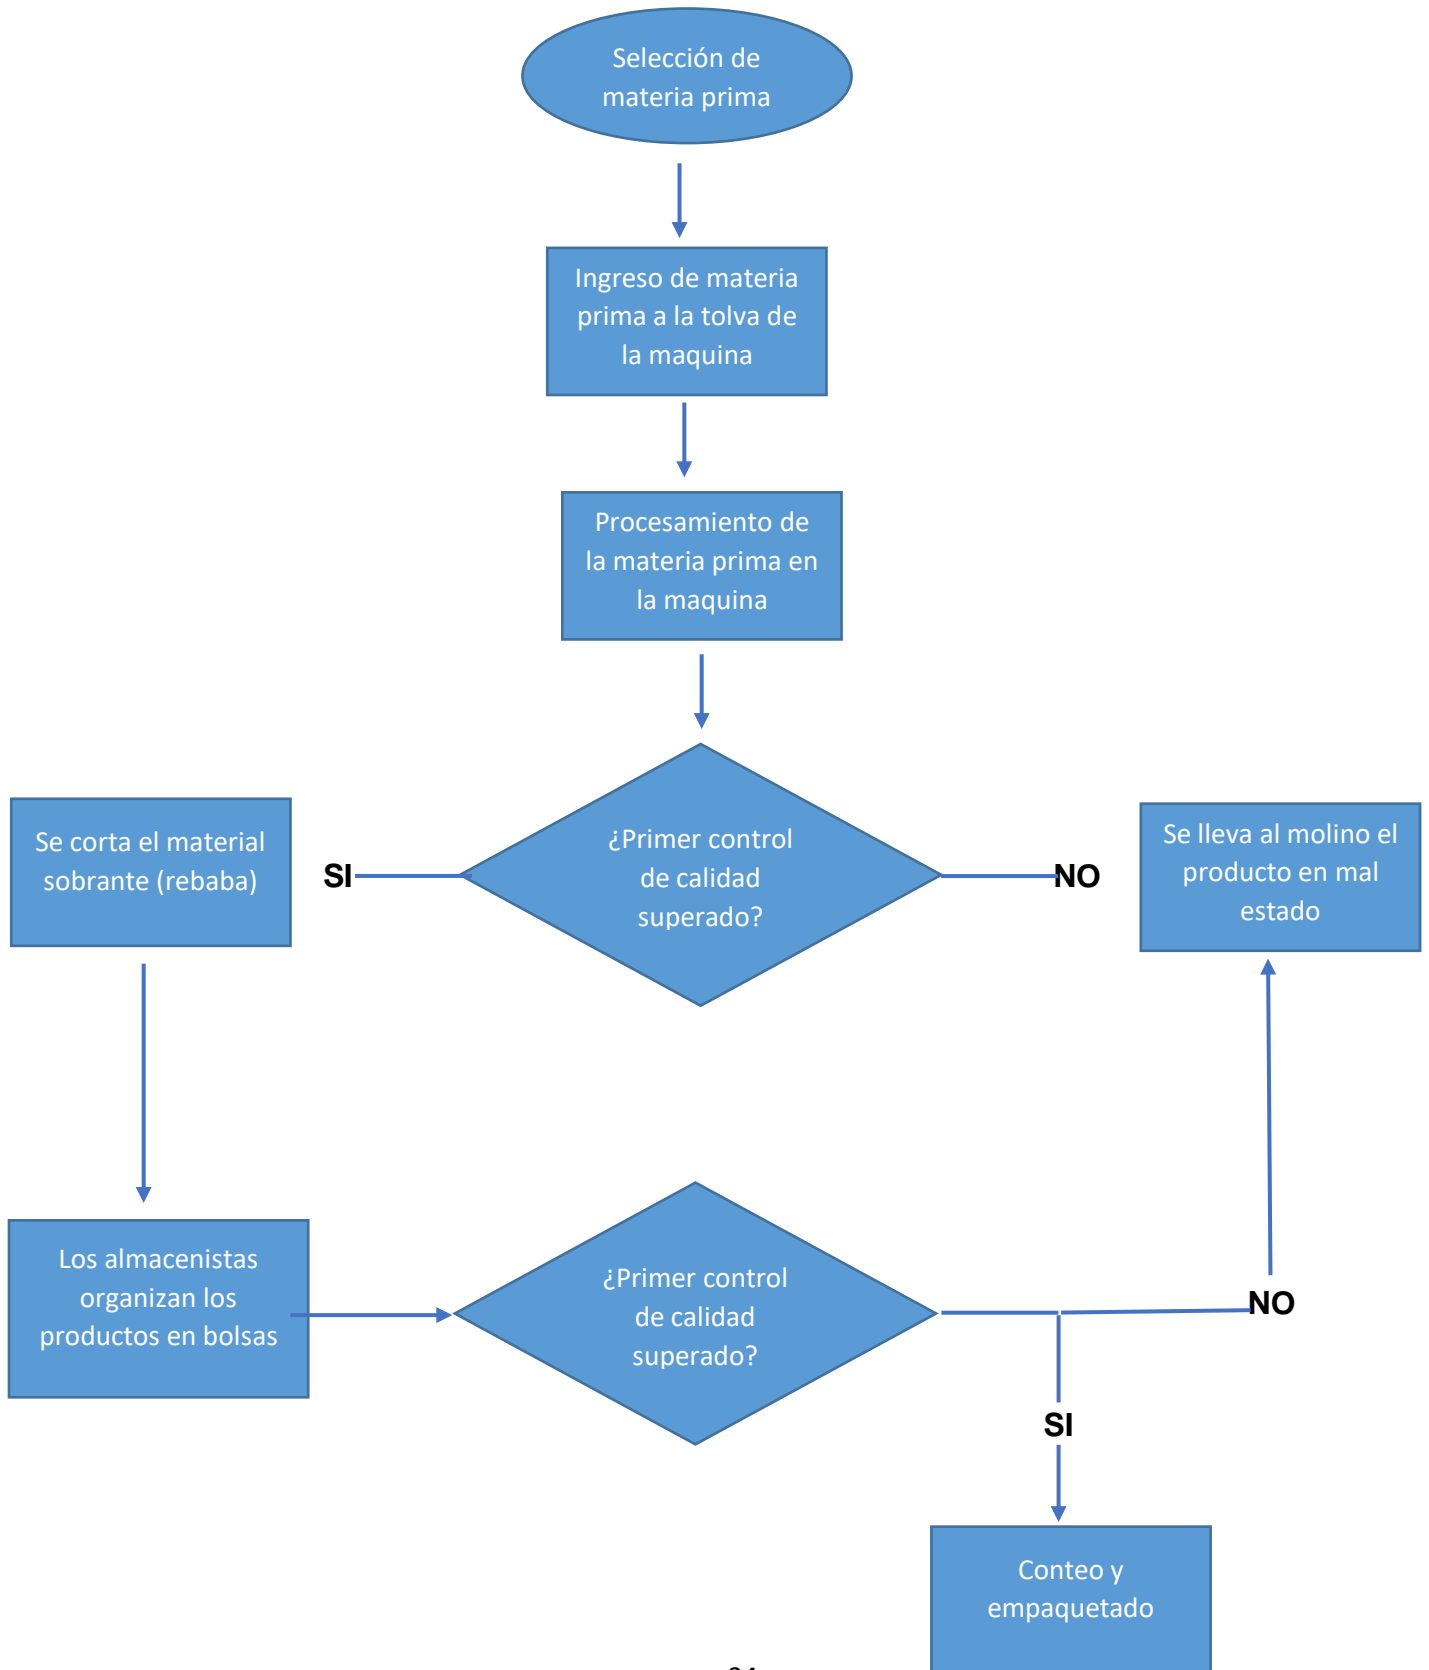 Selección de
materia prima
Ingreso de materia
prima a la tolva de
la maquina
Procesamiento de
la materia prima en
la maquina
Se corta el material
sobrante (rebaba)
SI
¿Primer control
de calidad
superado?
NO
Se lleva al molino el
producto en mal
estado
Los almacenistas
organizan los
productos en bolsas
¿Primer control
de calidad
superado?
NO
SI
Conteo y
empaquetado